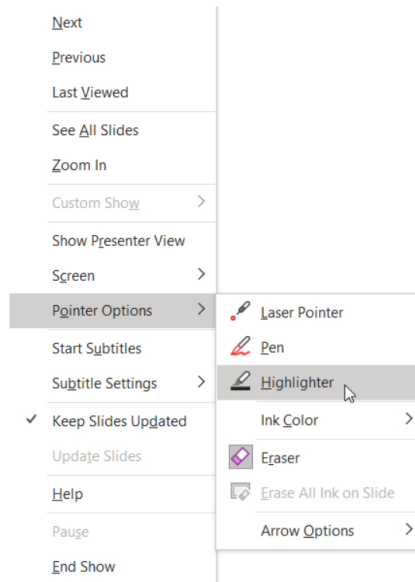 Next
Previous
Last Viewed
See All Slides
Zoom In
Custom Show
Show Presenter View
Screen
Pointer Options
Laser Pointer
Pen
Highlighter
Ink Color
Eraser
Erase All Ink on Slide
Arrow Options
Start Subtitles
Subtitle Settings
Keep Slides Updated
Update Slides
Help
Pause
End Show